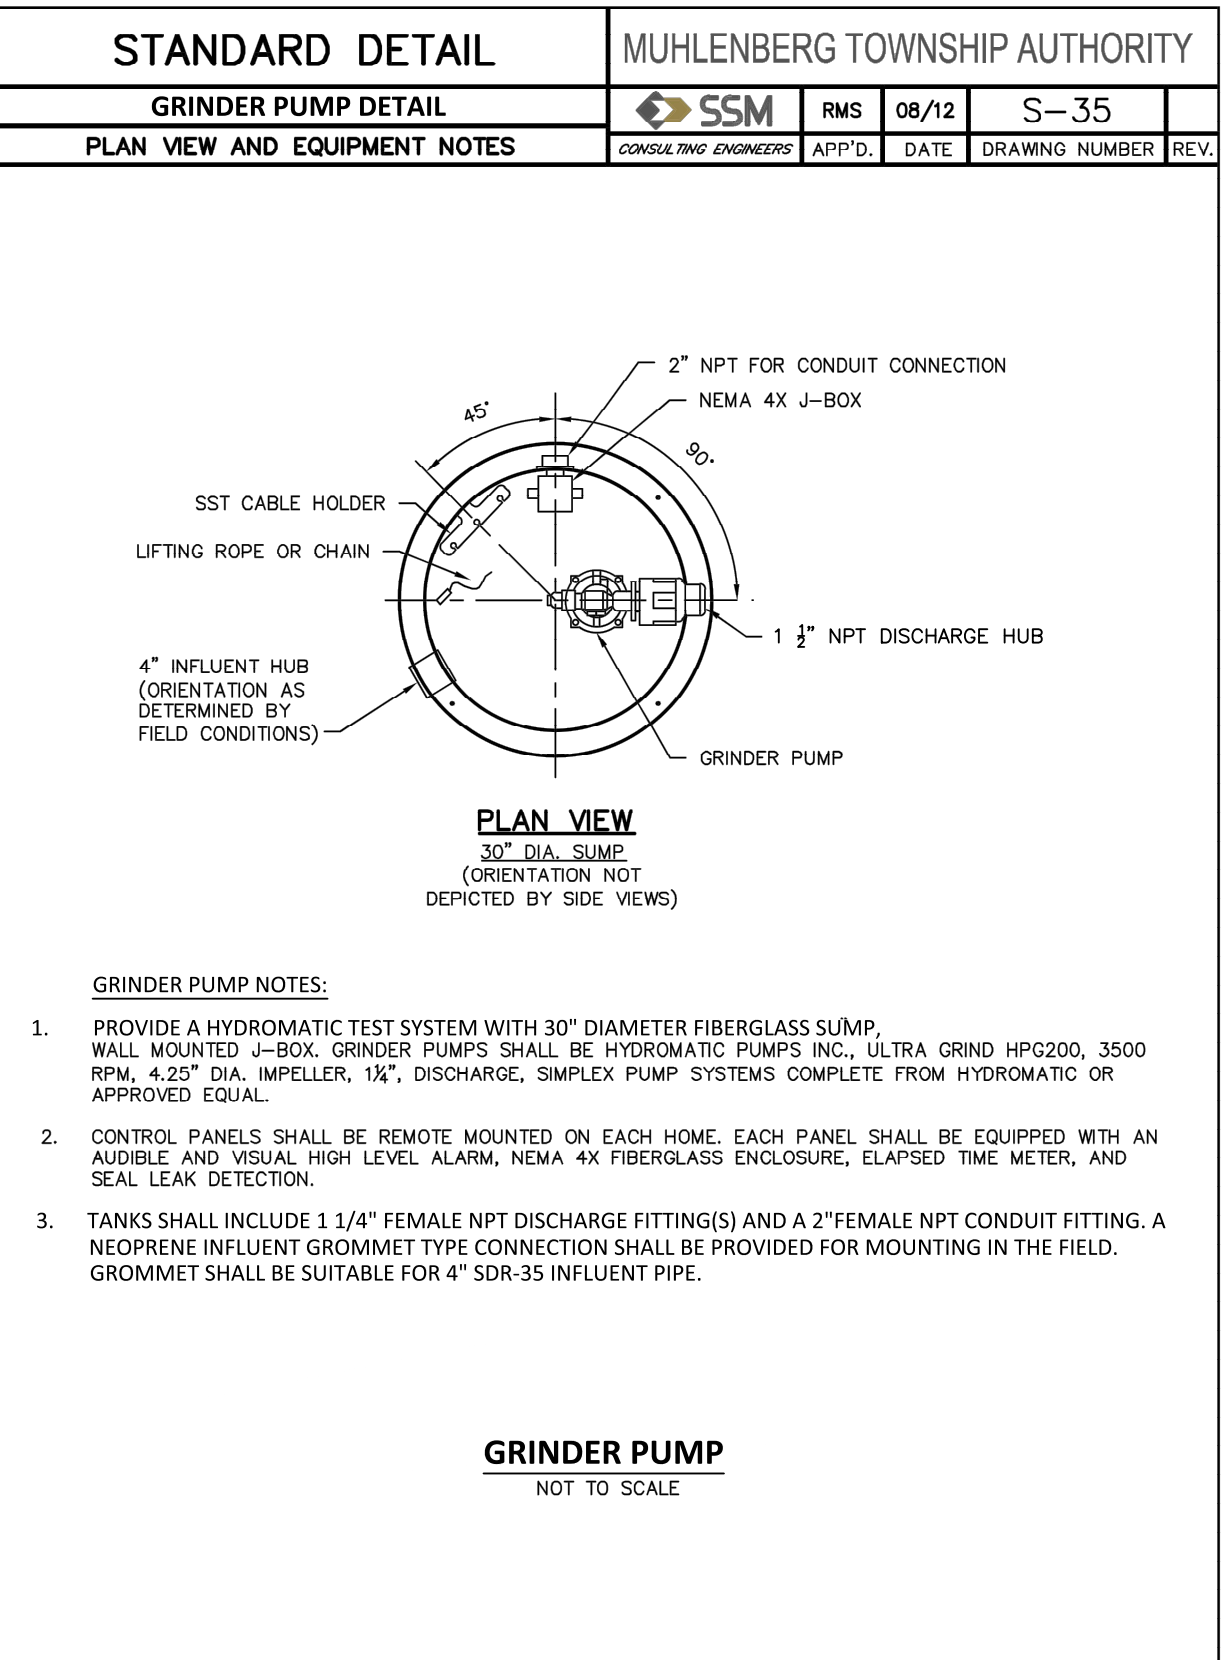 STANDARD DETAIL
MUHLENBERG TOWNSHIP AUTHORITY
GRINDER PUMP DETAIL
SSM
RMS
08/12
S-35
PLAN VIEW AND EQUIPMENT NOTES
CONSULTING ENGINEERS
APP'D.
DATE
DRAWING NUMBER
REV.
2" NPT FOR CONDUIT CONNECTION
NEMA 4X J-BOX
45°
90°
SST CABLE HOLDER
LIFTING ROPE OR CHAIN
1 1/2" NPT DISCHARGE HUB
4" INFLUENT HUB
(ORIENTATION AS
DETERMINED BY
FIELD CONDITIONS)
GRINDER PUMP
PLAN VIEW
30" DIA. SUMP
(ORIENTATION NOT
DEPICTED BY SIDE VIEWS)
GRINDER PUMP NOTES:
1. PROVIDE A HYDROMATIC TEST SYSTEM WITH 30" DIAMETER FIBERGLASS SUMP,
WALL MOUNTED J-BOX. GRINDER PUMPS SHALL BE HYDROMATIC PUMPS INC., ULTRA GRIND HPG200, 3500
RPM, 4.25" DIA. IMPELLER, 1¼", DISCHARGE, SIMPLEX PUMP SYSTEMS COMPLETE FROM HYDROMATIC OR
APPROVED EQUAL.
2. CONTROL PANELS SHALL BE REMOTE MOUNTED ON EACH HOME. EACH PANEL SHALL BE EQUIPPED WITH AN
AUDIBLE AND VISUAL HIGH LEVEL ALARM, NEMA 4X FIBERGLASS ENCLOSURE, ELAPSED TIME METER, AND
SEAL LEAK DETECTION.
3. TANKS SHALL INCLUDE 1 1/4" FEMALE NPT DISCHARGE FITTING(S) AND A 2"FEMALE NPT CONDUIT FITTING. A
NEOPRENE INFLUENT GROMMET TYPE CONNECTION SHALL BE PROVIDED FOR MOUNTING IN THE FIELD.
GROMMET SHALL BE SUITABLE FOR 4" SDR-35 INFLUENT PIPE.
GRINDER PUMP
NOT TO SCALE